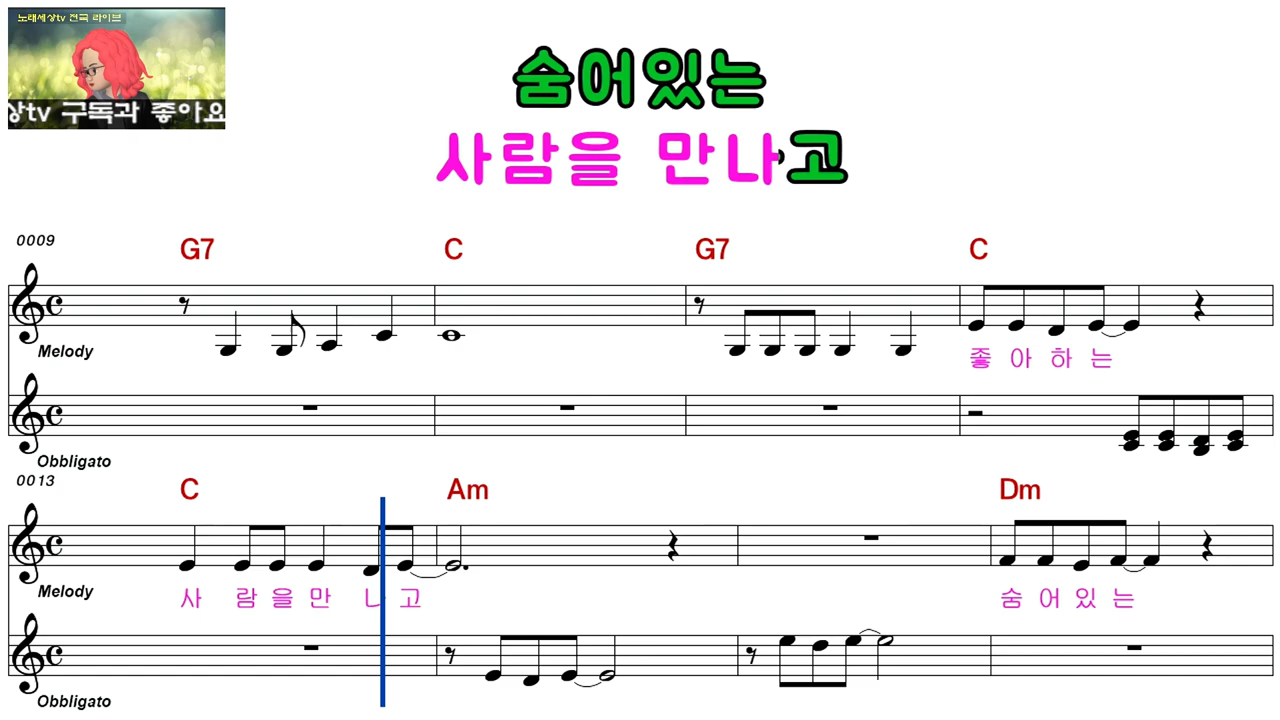 노래세상tv 전국 라이브
상tv 구독과 좋아요
숨어있는
사람을 만나고
0009
G7 C G7 C
Melody
좋 아 하 는
Obbligato
0013
C Am Dm
Melody
사 람 을 만 나 고 숨 어 있 는
Obbligato